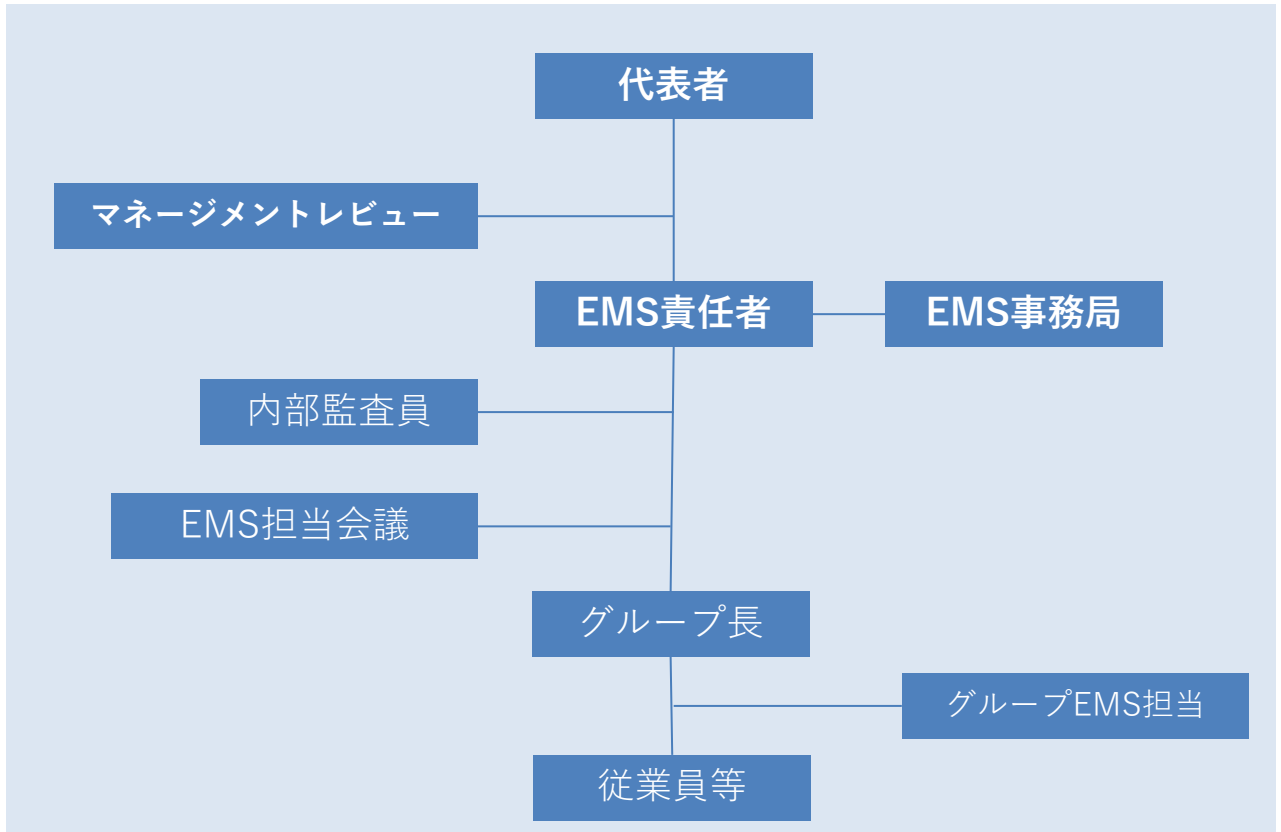 代表者
マネージメントレビュー
EMS責任者
EMS事務局
内部監査員
EMS担当会議
グループ長
グループEMS担当
従業員等